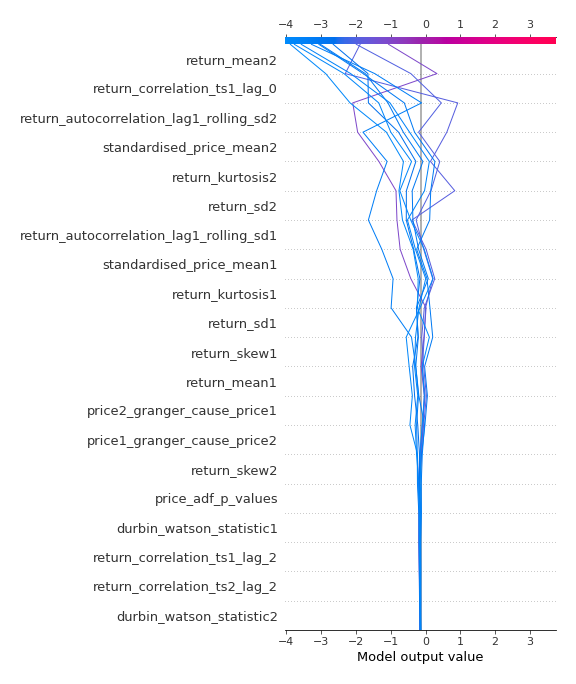 −4 −3 −2 −1 0 1 2 3
return_mean2
return_correlation_ts1_lag_0
return_autocorrelation_lag1_rolling_sd2
standardised_price_mean2
return_kurtosis2
return_sd2
return_autocorrelation_lag1_rolling_sd1
standardised_price_mean1
return_kurtosis1
return_sd1
return_skew1
return_mean1
price2_granger_cause_price1
price1_granger_cause_price2
return_skew2
price_adf_p_values
durbin_watson_statistic1
return_correlation_ts1_lag_2
return_correlation_ts2_lag_2
durbin_watson_statistic2
−4 −3 −2 −1 0 1 2 3
Model output value